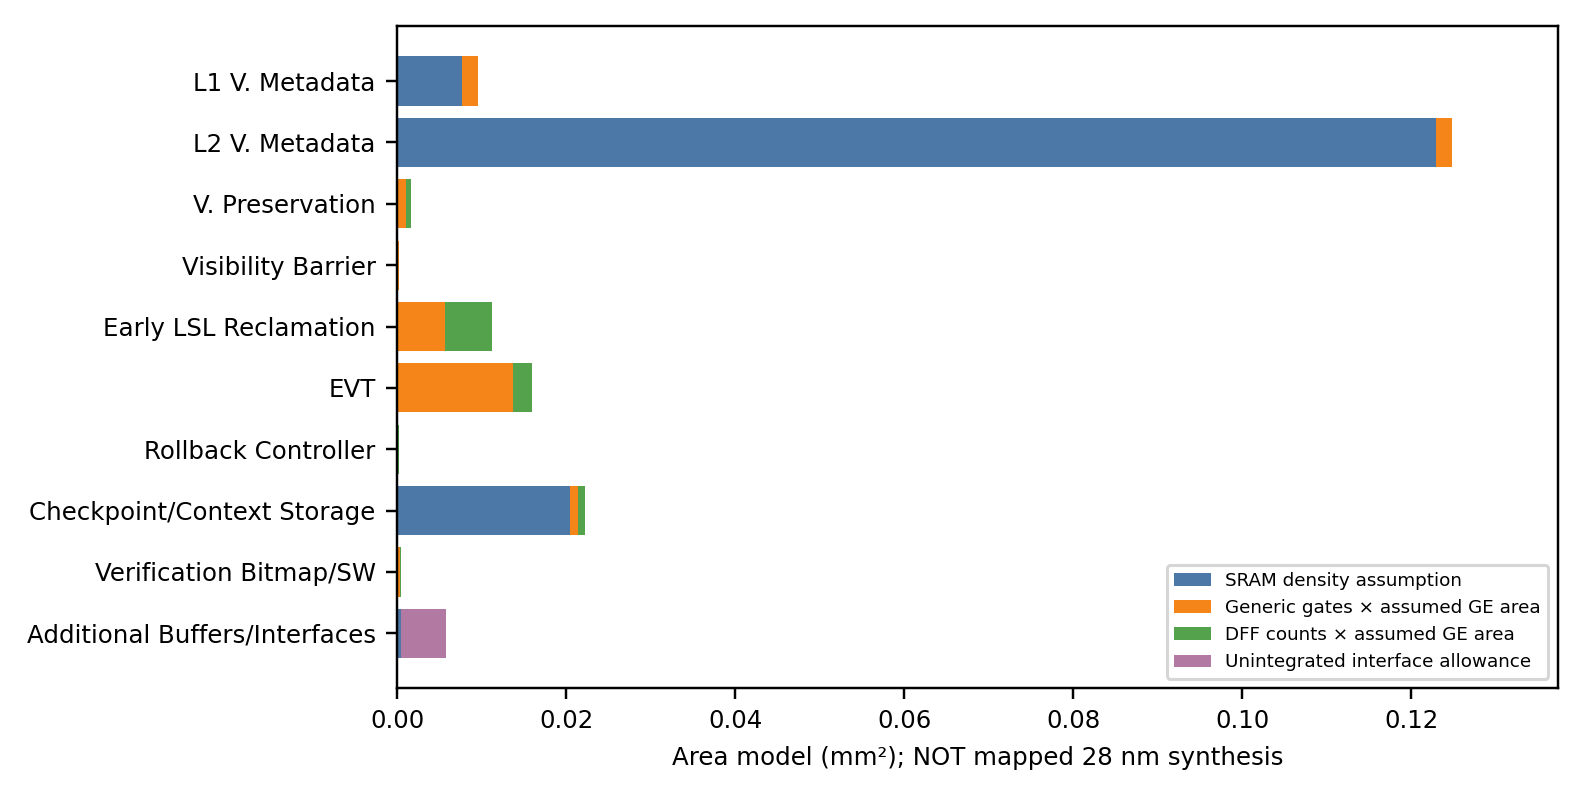 L1 V. Metadata
L2 V. Metadata
V. Preservation
Visibility Barrier
Early LSL Reclamation
EVT
Rollback Controller
Checkpoint/Context Storage
Verification Bitmap/SW
Additional Buffers/Interfaces
SRAM density assumption
Generic gates × assumed GE area
DFF counts × assumed GE area
Unintegrated interface allowance
0.00 0.02 0.04 0.06 0.08 0.10 0.12
Area model (mm²); NOT mapped 28 nm synthesis